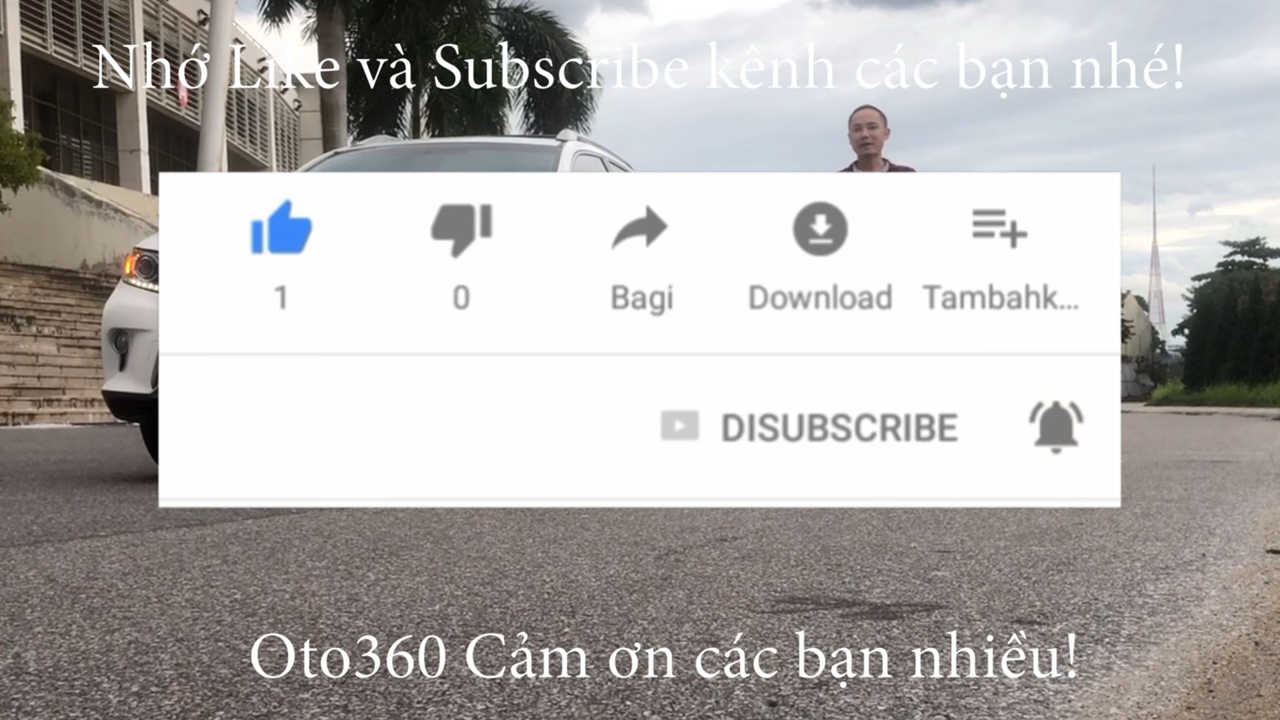 Nhớ Like và Subscribe kênh các bạn nhé!
1 0 Bagi Download Tambahk...
DISUBSCRIBE
Oto360 Cảm ơn các bạn nhiều!